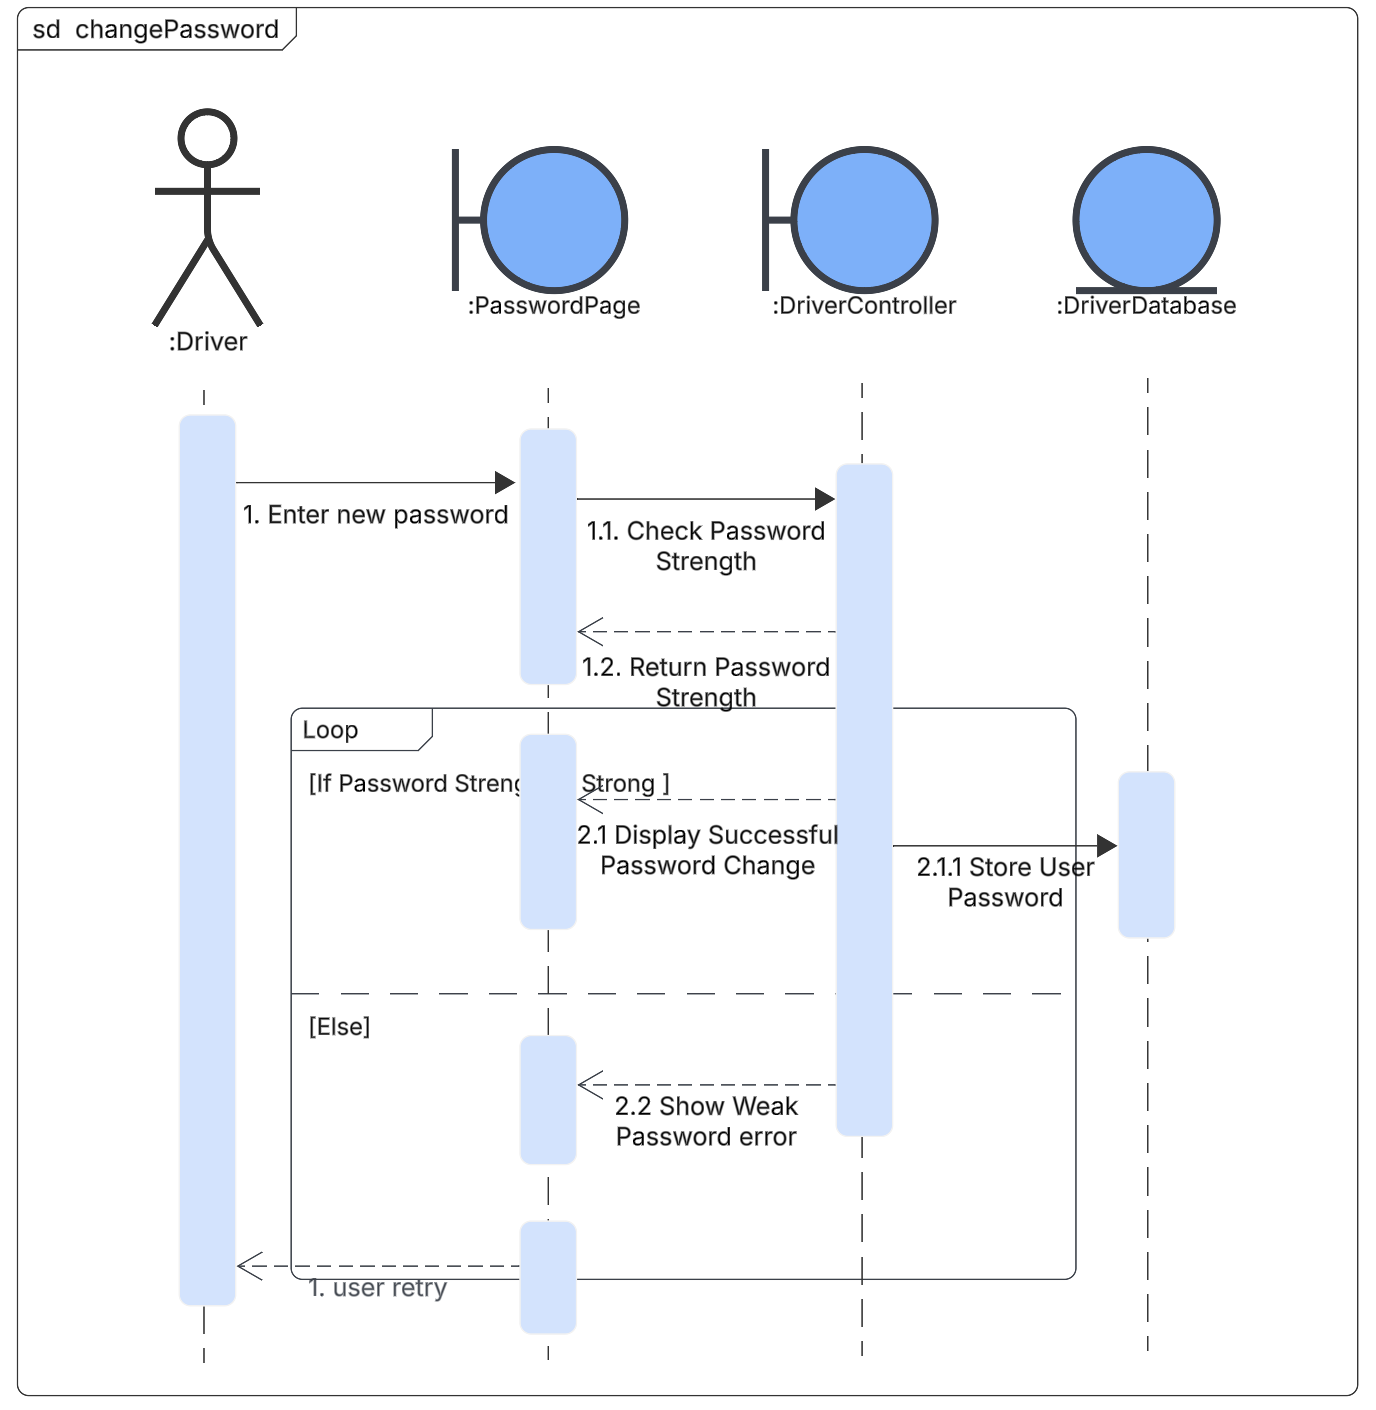 sd changePassword
:Driver
:PasswordPage
:DriverController
:DriverDatabase
1. Enter new password
1.1. Check Password
Strength
1.2. Return Password
Strength
Loop
[If Password Streng Strong ]
2.1 Display Successful
Password Change
2.1.1 Store User
Password
[Else]
2.2 Show Weak
Password error
1. user retry